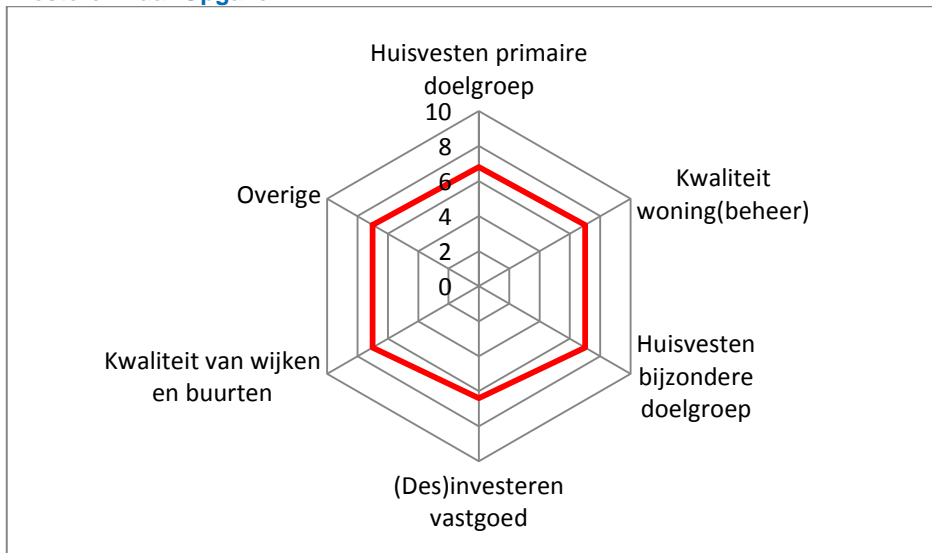 Huisvesten primaire
doelgroep
10
8
6
4
2
0
Kwaliteit
woning(beheer)
Huisvesten
bijzondere
doelgroep
(Des)investeren
vastgoed
Kwaliteit van wijken
en buurten
Overige